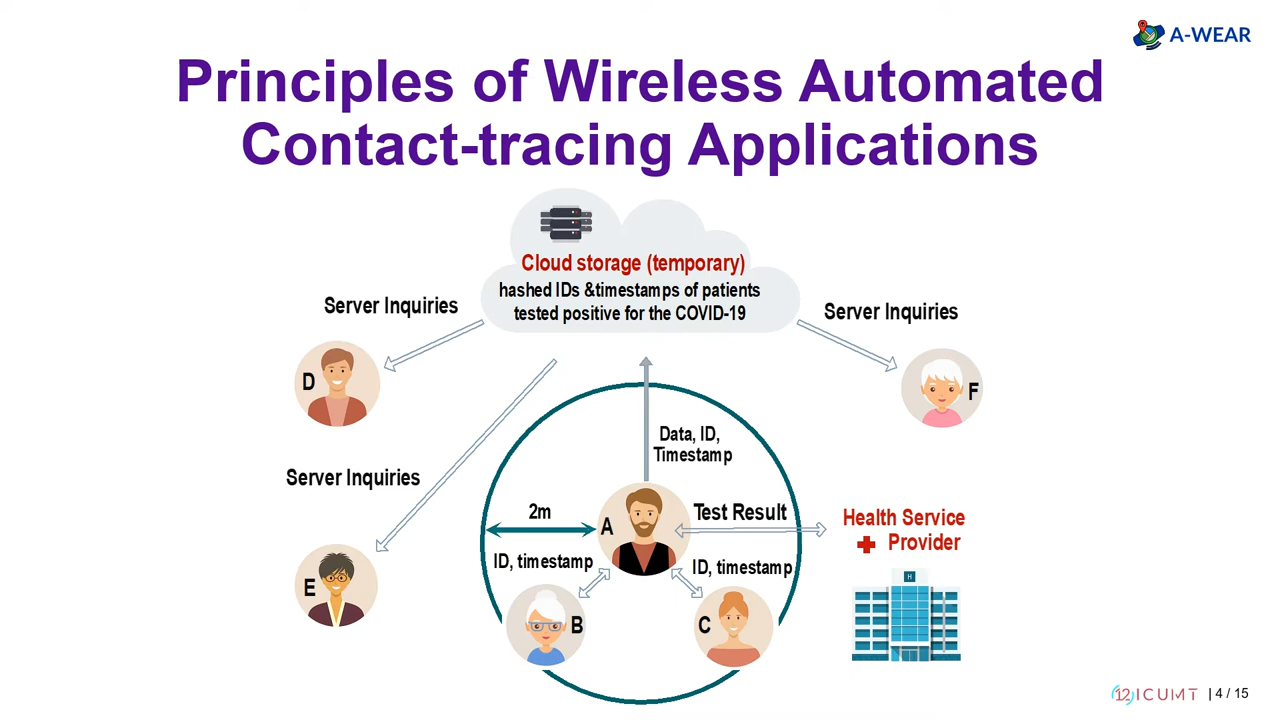 A-WEAR
Principles of Wireless Automated
Contact-tracing Applications
Cloud storage (temporary)
hashed IDs &timestamps of patients
tested positive for the COVID-19
Server Inquiries
Server Inquiries
D
F
Data, ID,
Timestamp
Server Inquiries
2m
A
Test Result
Health Service
Provider
ID, timestamp
ID, timestamp
H
E
B
C
12 ICUMT | 4 / 15